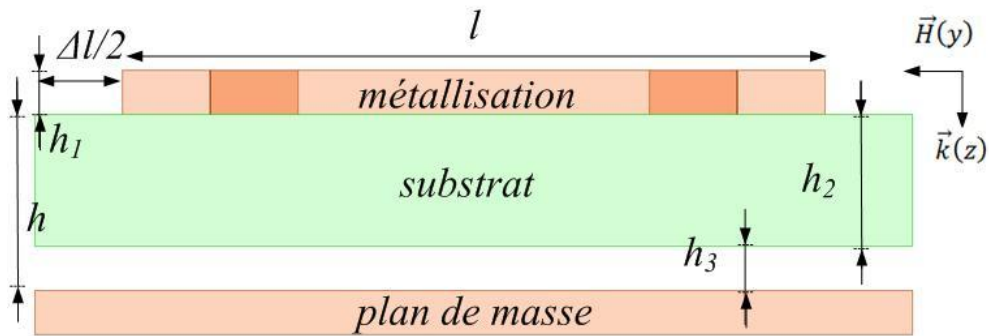 l
Δl/2
H⃗(y)
métallisation
h₁
k⃗(z)
substrat
h₂
h
h₃
plan de masse